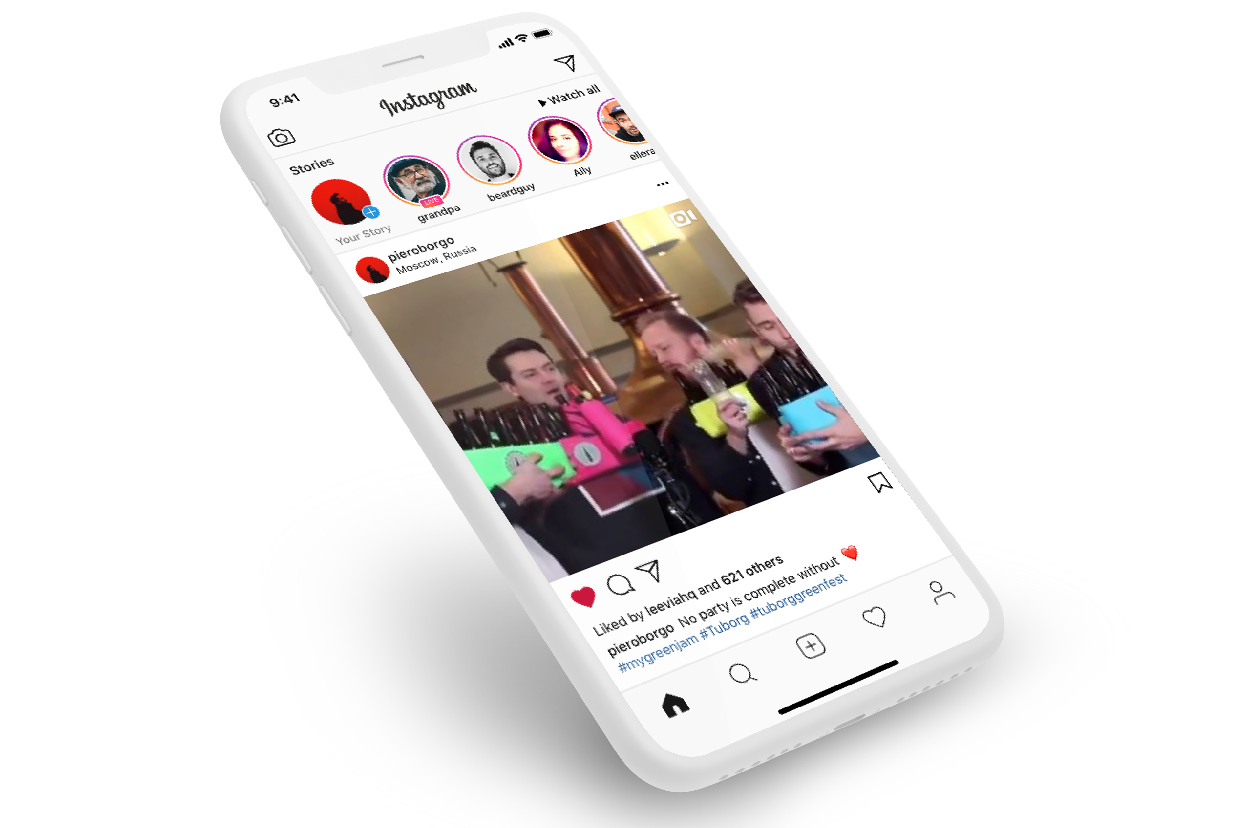 9:41
Instagram
Stories
▶ Watch all
Your Story
LIVE
grandpa
beardguy
Ally
ellera
pieroborgo
Moscow, Russia
Liked by leeviahq and 621 others
pieroborgo No party is complete without ❤️
#mygreenjam #Tuborg #tuborggreenfest